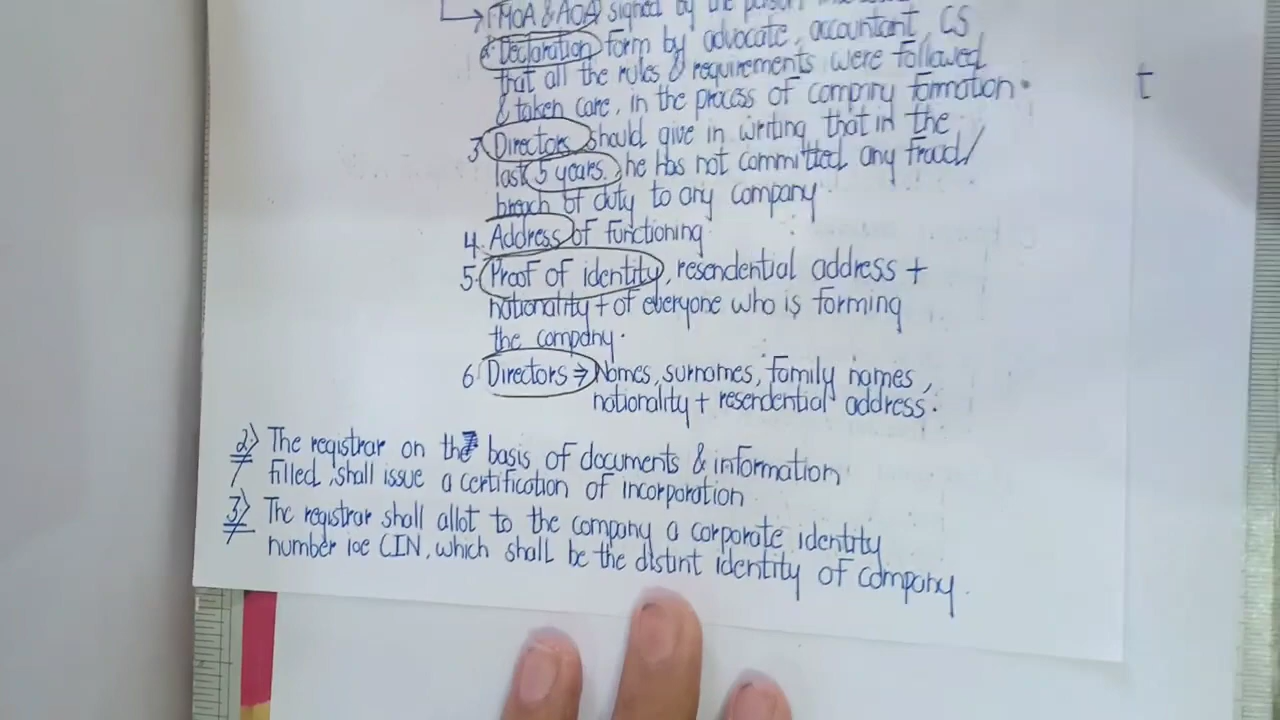 MoA & AoA signed by the person
2. Declaration form by advocate, accountant, CS
that all the rules & requirements were followed
& taken care, in the process of company formation.
t
3 Directors should give in writing that in the
last 5 years, he has not committed any fraud/
breach of duty to any company.
4. Address of functioning
5. Proof of identity, resendential address +
nationality + of everyone who is forming
the company.
6 Directors → Names, surnames, family names,
nationality + resendential address.
2) The registrar on the basis of documents & information
filled, shall issue a certification of incorporation
3) The registrar shall allot to the company a corporate identity
number ioe CIN, which shall be the distint identity of company.